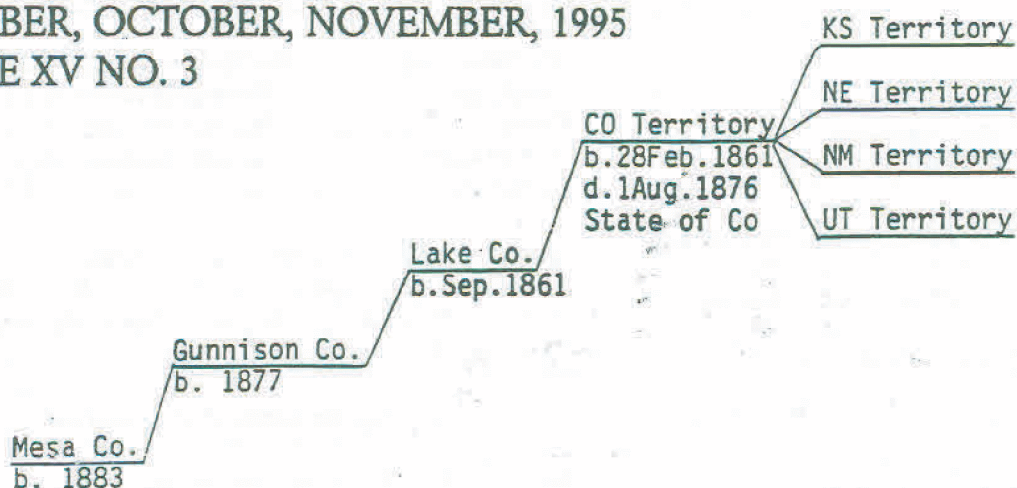 BER, OCTOBER, NOVEMBER, 1995
E XV NO. 3
KS Territory
NE Territory
CO Territory
b.28Feb.1861
d.1Aug.1876
State of Co
NM Territory
UT Territory
Lake Co.
b.Sep.1861
Gunnison Co.
b. 1877
Mesa Co.
b. 1883